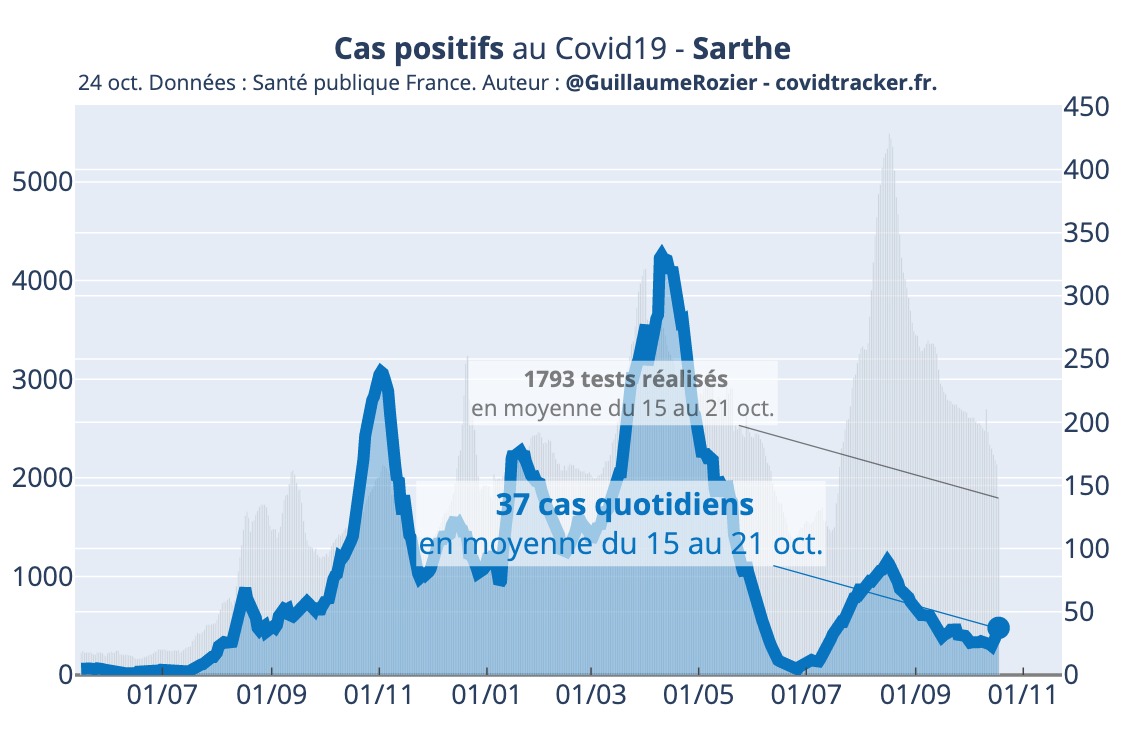 Cas positifs au Covid19 - Sarthe
24 oct. Données : Santé publique France. Auteur : @GuillaumeRozier - covidtracker.fr.
450
5000
400
350
4000
300
3000
250
1793 tests réalisés
en moyenne du 15 au 21 oct.
200
2000
150
37 cas quotidiens
en moyenne du 15 au 21 oct.
100
1000
50
0
0
01/07 01/09 01/11 01/01 01/03 01/05 01/07 01/09 01/11